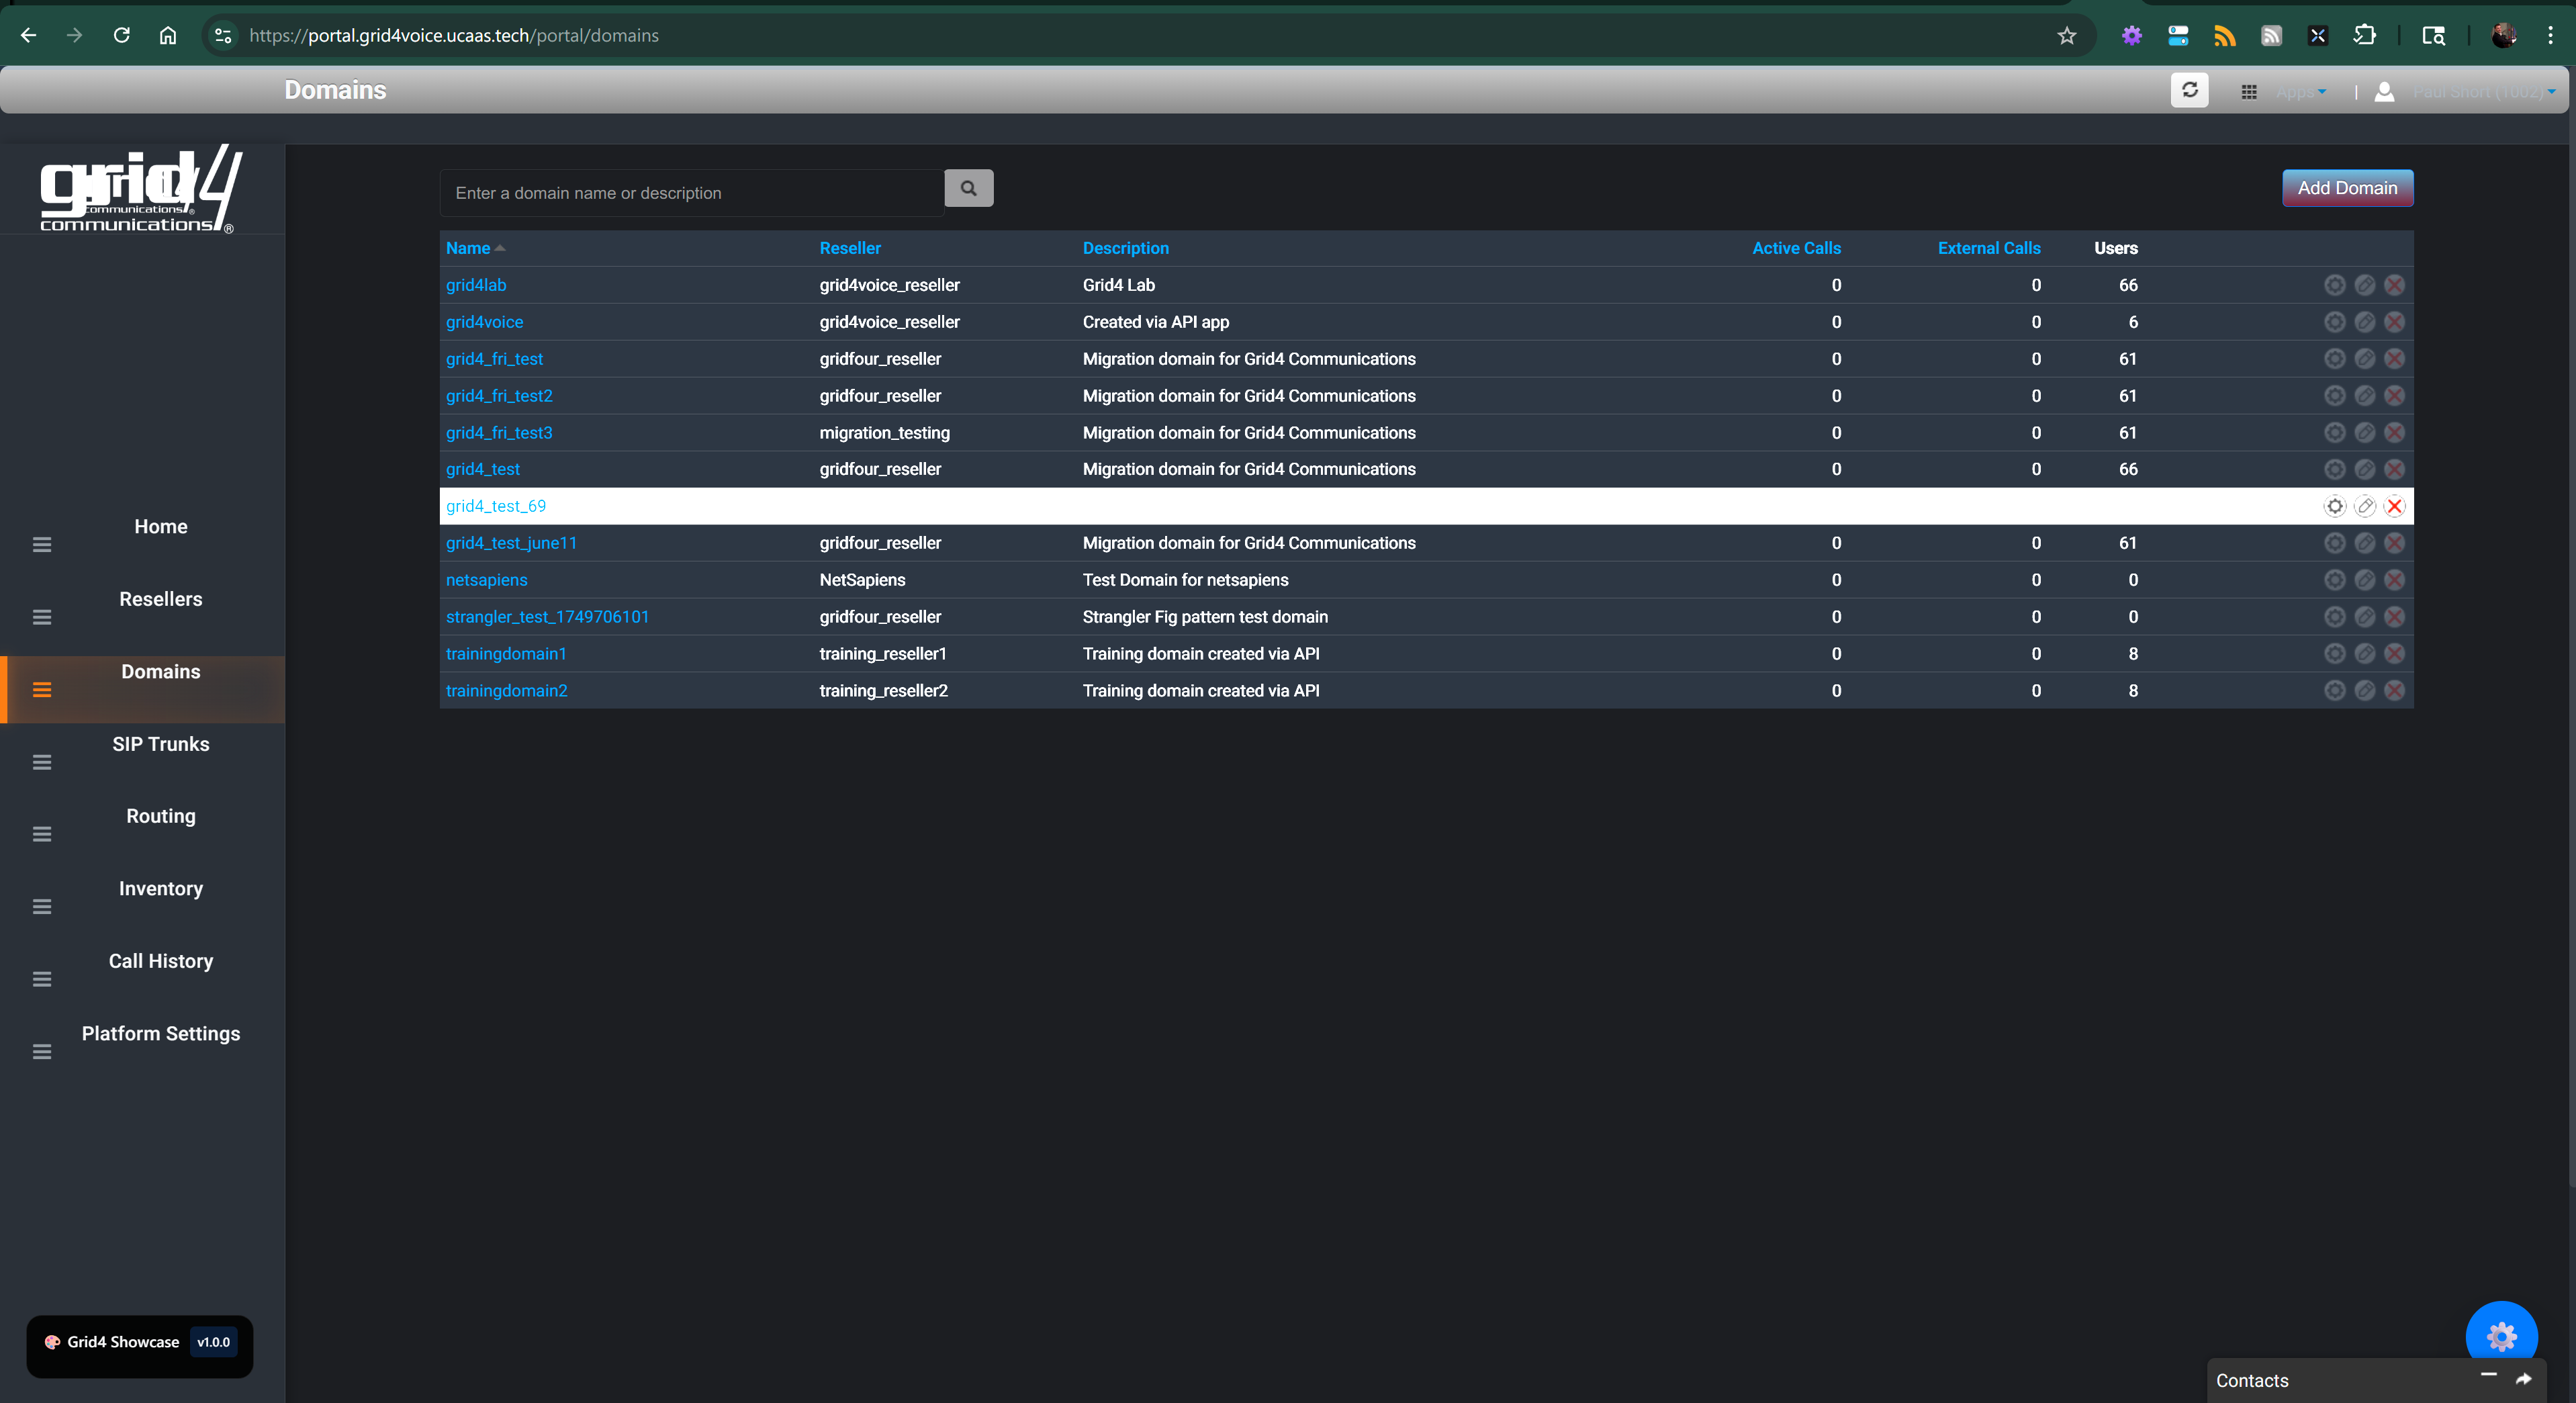 https://portal.grid4voice.ucaas.tech/portal/domains
Domains
Apps
|
Paul Short (1002)
grid4
communications®
communications®
Enter a domain name or description
Add Domain
Name Reseller Description Active Calls External Calls Users
grid4lab grid4voice_reseller Grid4 Lab 0 0 66
grid4voice grid4voice_reseller Created via API app 0 0 6
grid4_fri_test gridfour_reseller Migration domain for Grid4 Communications 0 0 61
grid4_fri_test2 gridfour_reseller Migration domain for Grid4 Communications 0 0 61
grid4_fri_test3 migration_testing Migration domain for Grid4 Communications 0 0 61
grid4_test gridfour_reseller Migration domain for Grid4 Communications 0 0 66
grid4_test_69
grid4_test_june11 gridfour_reseller Migration domain for Grid4 Communications 0 0 61
netsapiens NetSapiens Test Domain for netsapiens 0 0 0
strangler_test_1749706101 gridfour_reseller Strangler Fig pattern test domain 0 0 0
trainingdomain1 training_reseller1 Training domain created via API 0 0 8
trainingdomain2 training_reseller2 Training domain created via API 0 0 8
Home
Resellers
Domains
SIP Trunks
Routing
Inventory
Call History
Platform Settings
Grid4 Showcase v1.0.0
Contacts